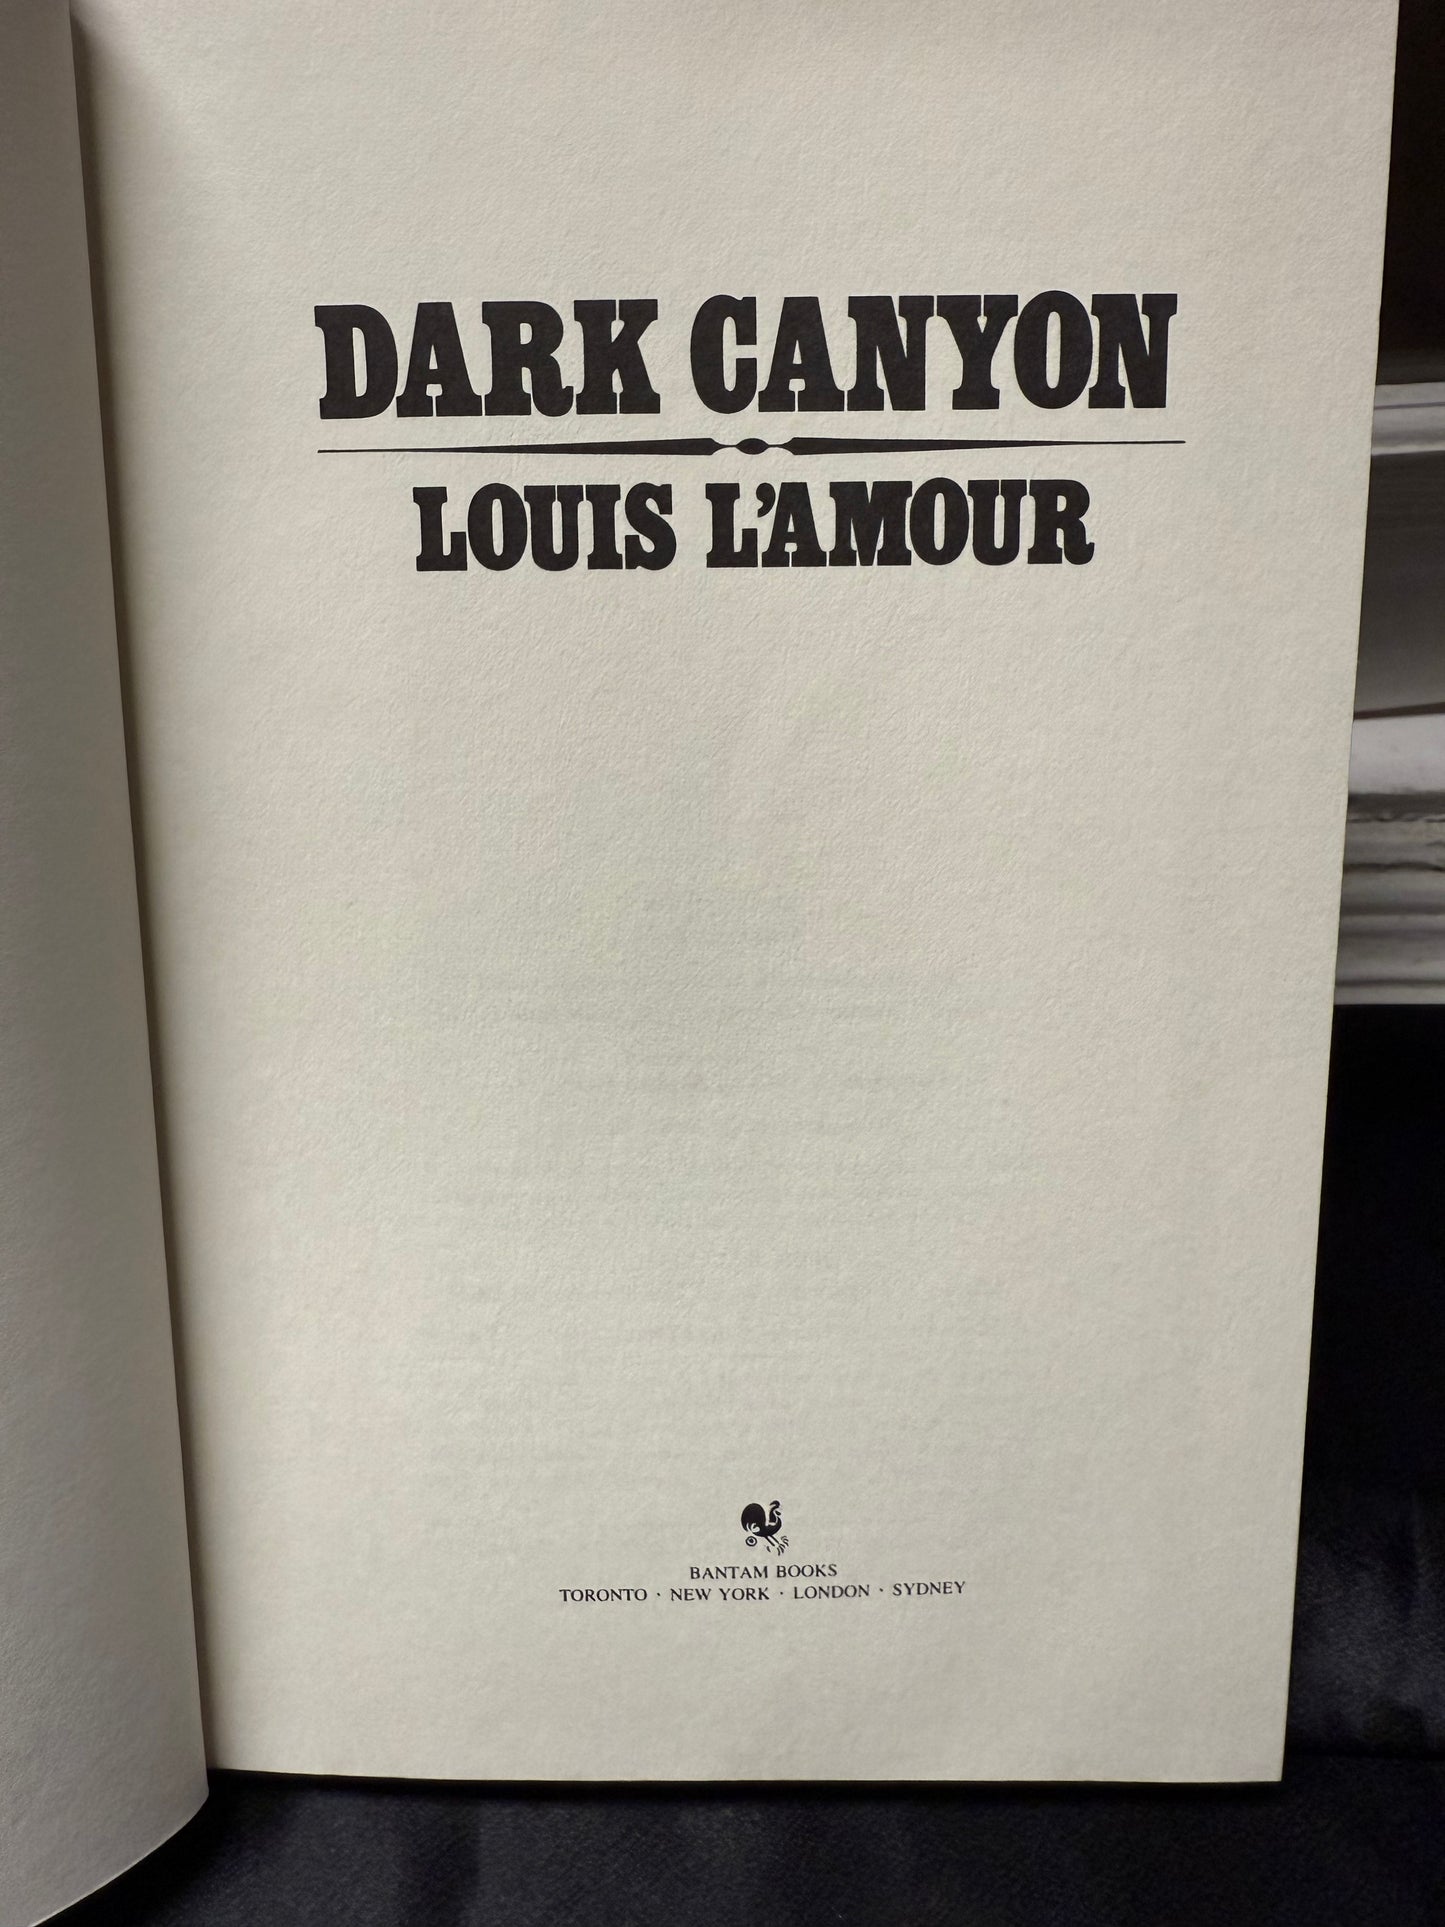 DARK CANYON
LOUIS L'AMOUR
BANTAM BOOKS
TORONTO · NEW YORK · LONDON · SYDNEY